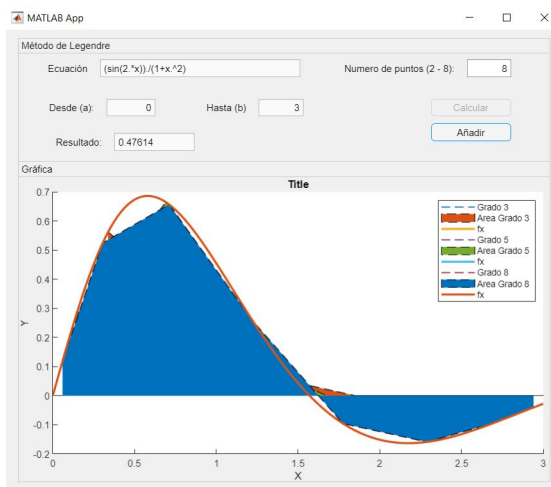 MATLAB App
Método de Legendre
Ecuación (sin(2.*x))./(1+x.^2) Numero de puntos (2 - 8): 8
Desde (a): 0 Hasta (b) 3 Calcular
Resultado: 0.47614 Añadir
Gráfica
Title
0.7
0.6
0.5
0.4
0.3
0.2
0.1
0
-0.1
-0.2
Y
Grado 3
Area Grado 3
fx
Grado 5
Area Grado 5
fx
Grado 8
Area Grado 8
fx
0 0.5 1 1.5 2 2.5 3
X